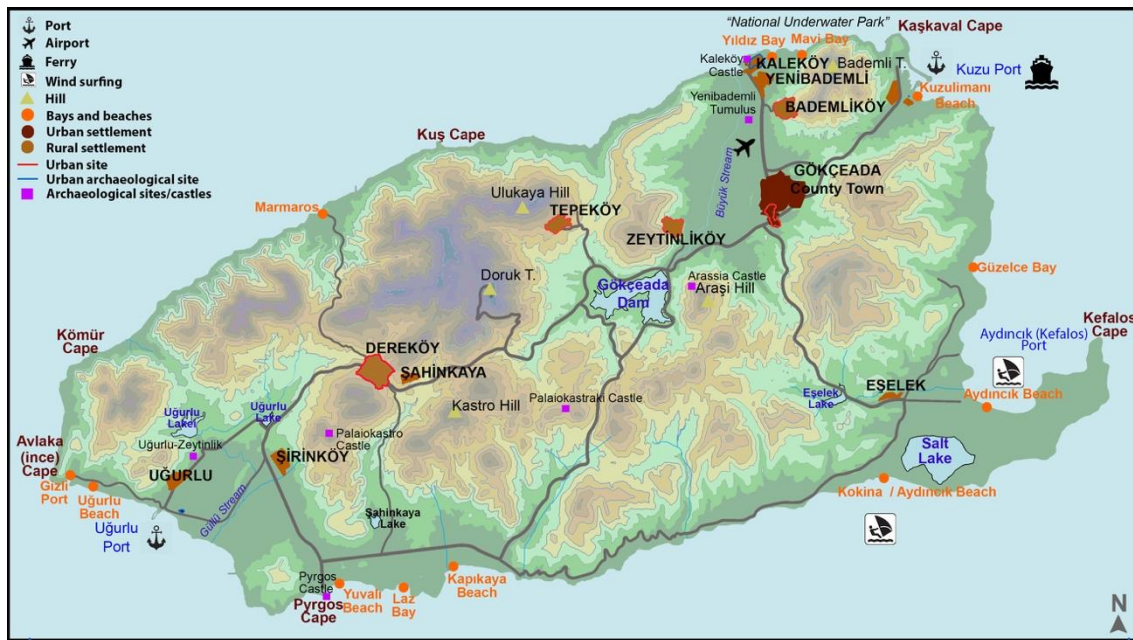 Port
Airport
Ferry
Wind surfing
Hill
Bays and beaches
Urban settlement
Rural settlement
Urban site
Urban archaeological site
Archaeological sites/castles
"National Underwater Park"
Kaşkaval Cape
Yıldız Bay
Mavi Bay
Kaleköy
Castle
KALEKÖY
Bademli T.
YENİBADEMLİ
Kuzu Port
Kuzulimanı
Beach
Yenibademli
Tumulus
BADEMLİKÖY
Kuş Cape
Büyük Stream
GÖKÇEADA
County Town
Ulukaya Hill
TEPEKÖY
Marmaros
ZEYTİNLİKÖY
Doruk T.
Gökçeada
Dam
Arassia Castle
Araşi Hill
Güzelce Bay
Kefalos
Cape
Aydıncık (Kefalos)
Port
Kömür
Cape
DEREKÖY
ŞAHİNKAYA
Eşelek
Lake
EŞELEK
Aydıncık Beach
Kastro Hill
Palaiokastraki Castle
Uğurlu
Lakei
Uğurlu
Lake
Uğurlu-Zeytinlik
Palaiokastro
Castle
Avlaka
(ince)
Cape
ŞİRİNKÖY
UĞURLU
Gizli
Port
Uğurlu
Beach
Salt
Lake
Kokina / Aydıncık Beach
Güllü Stream
Şahinkaya
Lake
Uğurlu
Port
Pyrgos
Castle
Pyrgos
Cape
Yuvalı
Beach
Laz
Bay
Kapıkaya
Beach
N